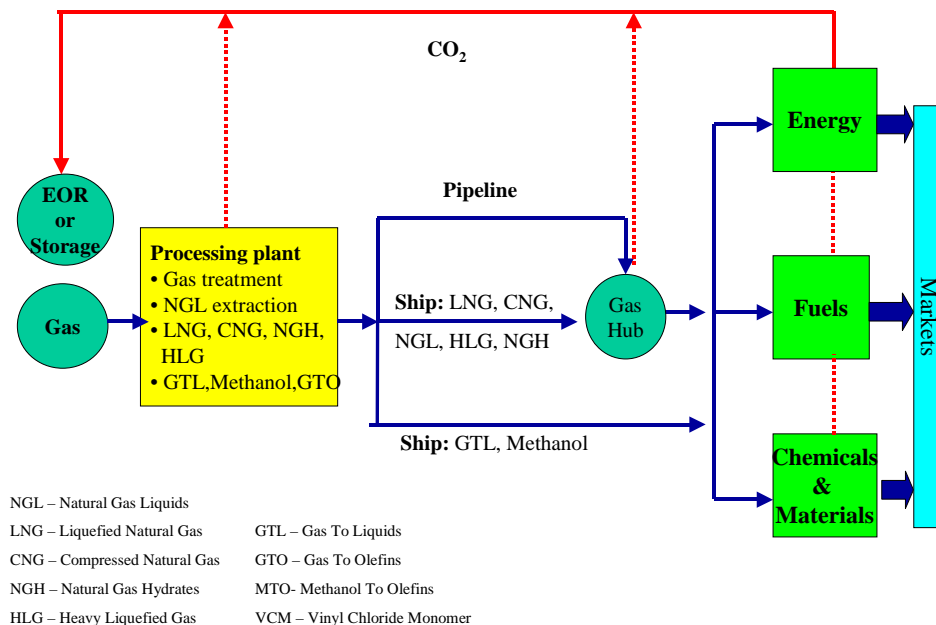 CO2
EOR
or
Storage
Gas
Processing plant
• Gas treatment
• NGL extraction
• LNG, CNG, NGH,
HLG
• GTL,Methanol,GTO
Pipeline
Ship: LNG, CNG,
NGL, HLG, NGH
Ship: GTL, Methanol
Gas
Hub
Energy
Fuels
Chemicals
&
Materials
Markets
NGL – Natural Gas Liquids
LNG – Liquefied Natural Gas
CNG – Compressed Natural Gas
NGH – Natural Gas Hydrates
HLG – Heavy Liquefied Gas
GTL – Gas To Liquids
GTO – Gas To Olefins
MTO- Methanol To Olefins
VCM – Vinyl Chloride Monomer